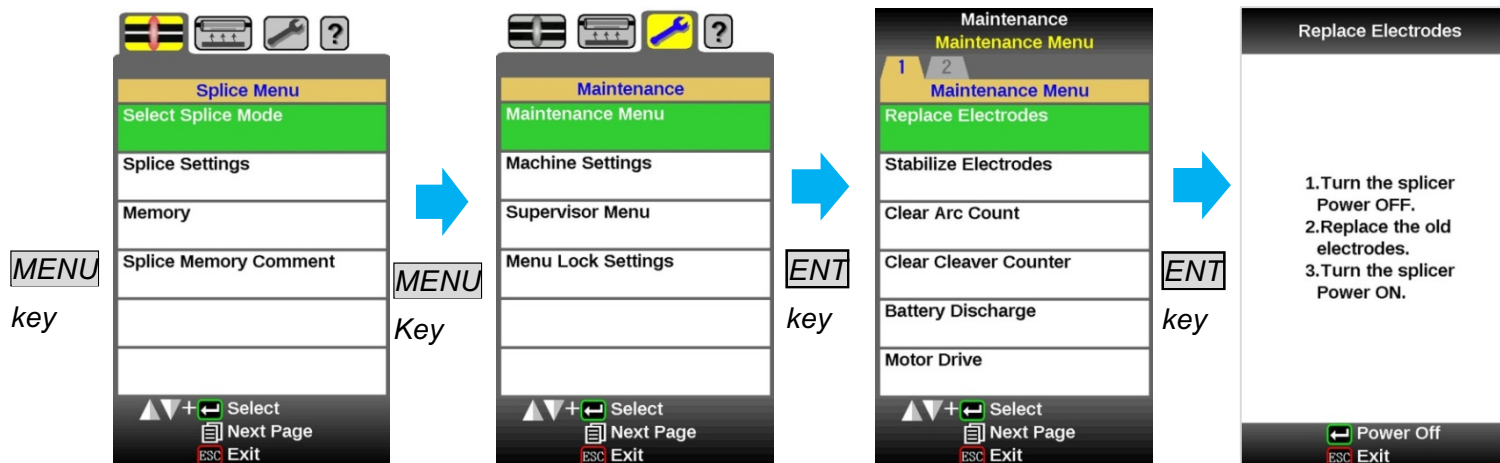 MENU
key
?
Splice Menu
Select Splice Mode
Splice Settings
Memory
Splice Memory Comment
+ Select
Next Page
ESC Exit
MENU
Key
?
Maintenance
Maintenance Menu
Machine Settings
Supervisor Menu
Menu Lock Settings
+ Select
Next Page
ESC Exit
ENT
key
Maintenance
Maintenance Menu
1 2
Maintenance Menu
Replace Electrodes
Stabilize Electrodes
Clear Arc Count
Clear Cleaver Counter
Battery Discharge
Motor Drive
+ Select
Next Page
ESC Exit
ENT
key
Replace Electrodes
1.Turn the splicer
Power OFF.
2.Replace the old
electrodes.
3.Turn the splicer
Power ON.
Power Off
ESC Exit